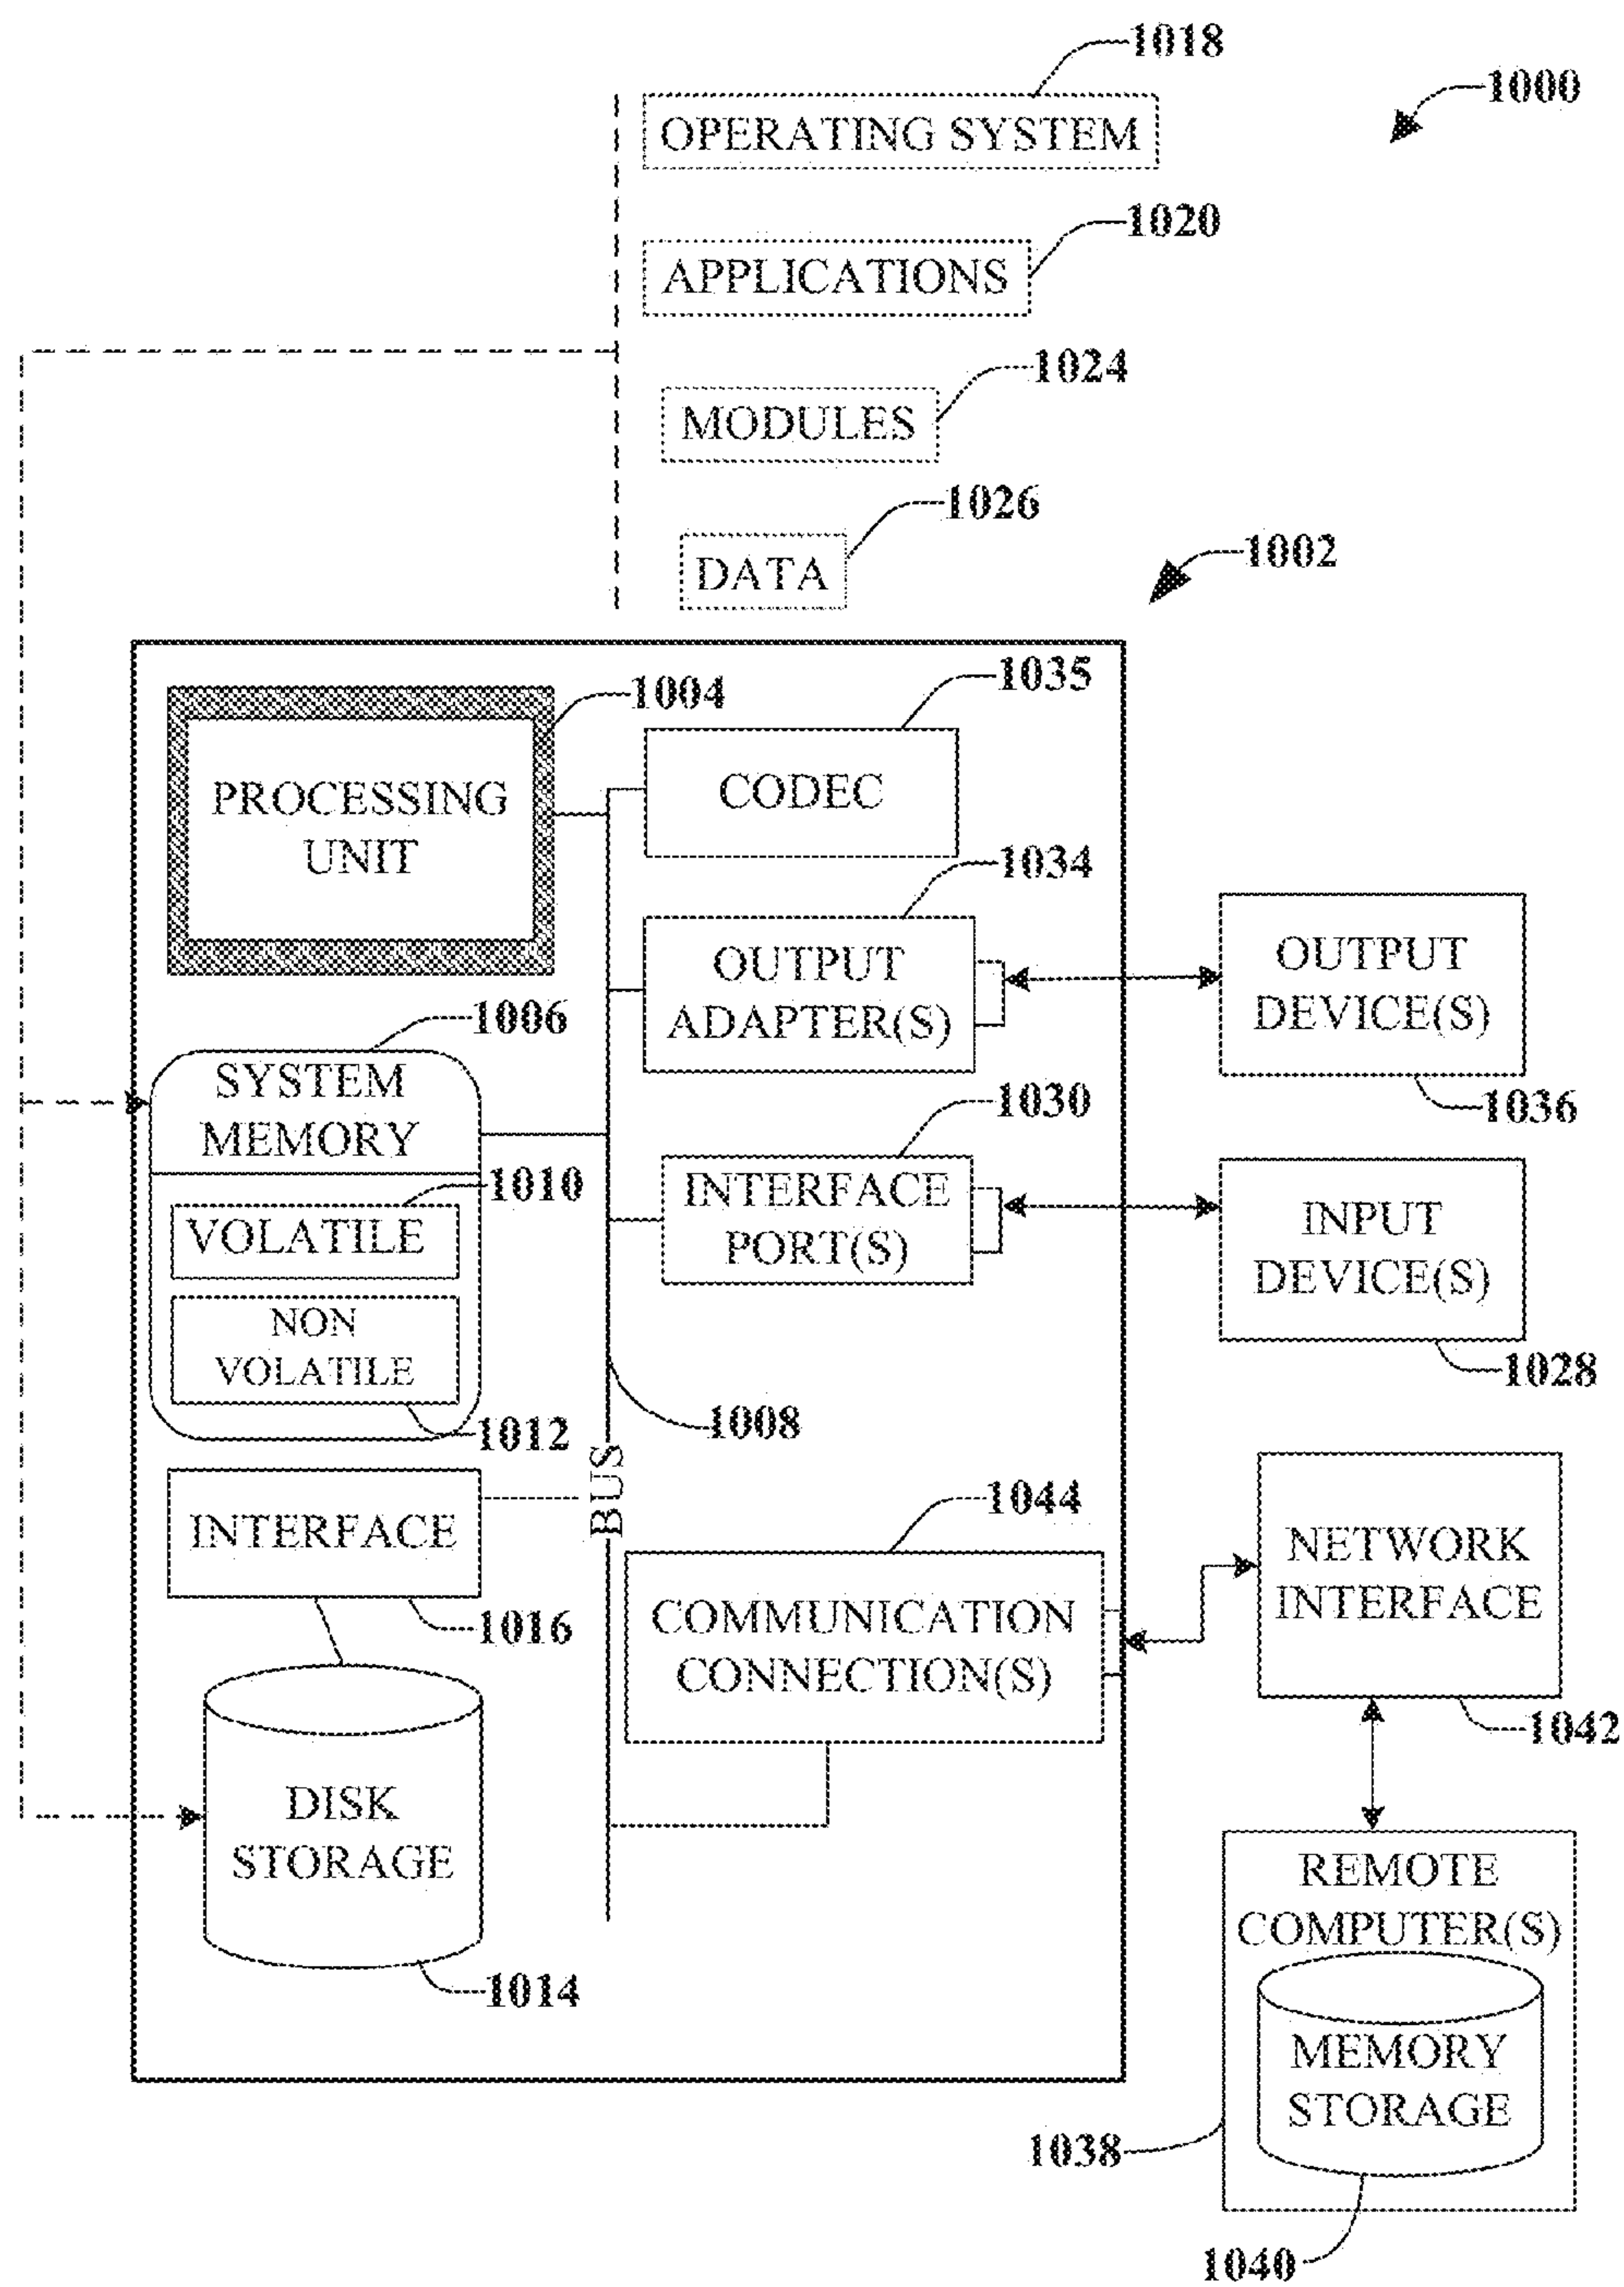 1018
1000
OPERATING SYSTEM
1020
APPLICATIONS
1024
MODULES
1026
DATA
1002
1035
1004
PROCESSING
UNIT
CODEC
1034
OUTPUT
ADAPTER(S)
OUTPUT
DEVICE(S)
1036
1006
SYSTEM
MEMORY
1010
VOLATILE
NON
VOLATILE
1012
1030
INTERFACE
PORT(S)
INPUT
DEVICE(S)
1028
1008
BUS
INTERFACE
1016
1044
COMMUNICATION
CONNECTION(S)
NETWORK
INTERFACE
1042
DISK
STORAGE
1014
REMOTE
COMPUTER(S)
MEMORY
STORAGE
1038
1040